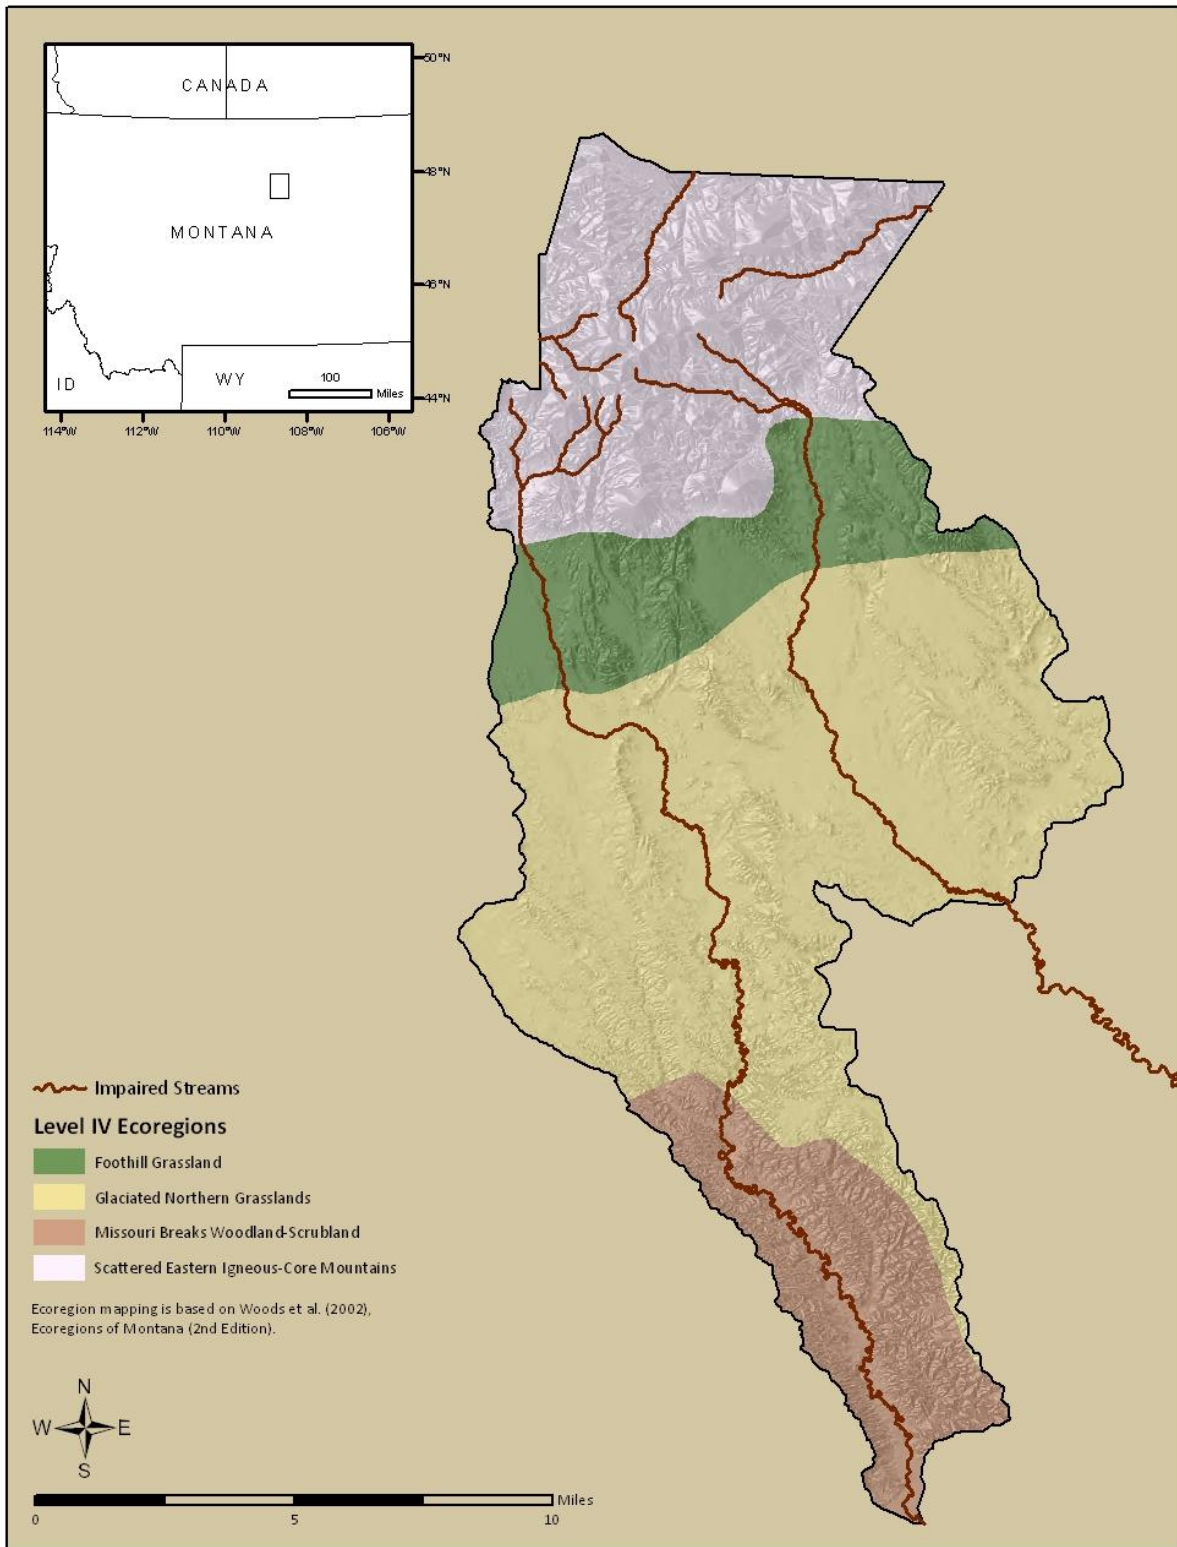 CANADA
MONTANA
ID
WY
100
Miles
50°N
48°N
46°N
44°N
114°W
112°W
110°W
108°W
106°W
Impaired Streams
Level IV Ecoregions
Foothill Grassland
Glaciated Northern Grasslands
Missouri Breaks Woodland-Scrubland
Scattered Eastern Igneous-Core Mountains
Ecoregion mapping is based on Woods et al. (2002),
Ecoregions of Montana (2nd Edition).
N
W E
S
Miles
0 5 10